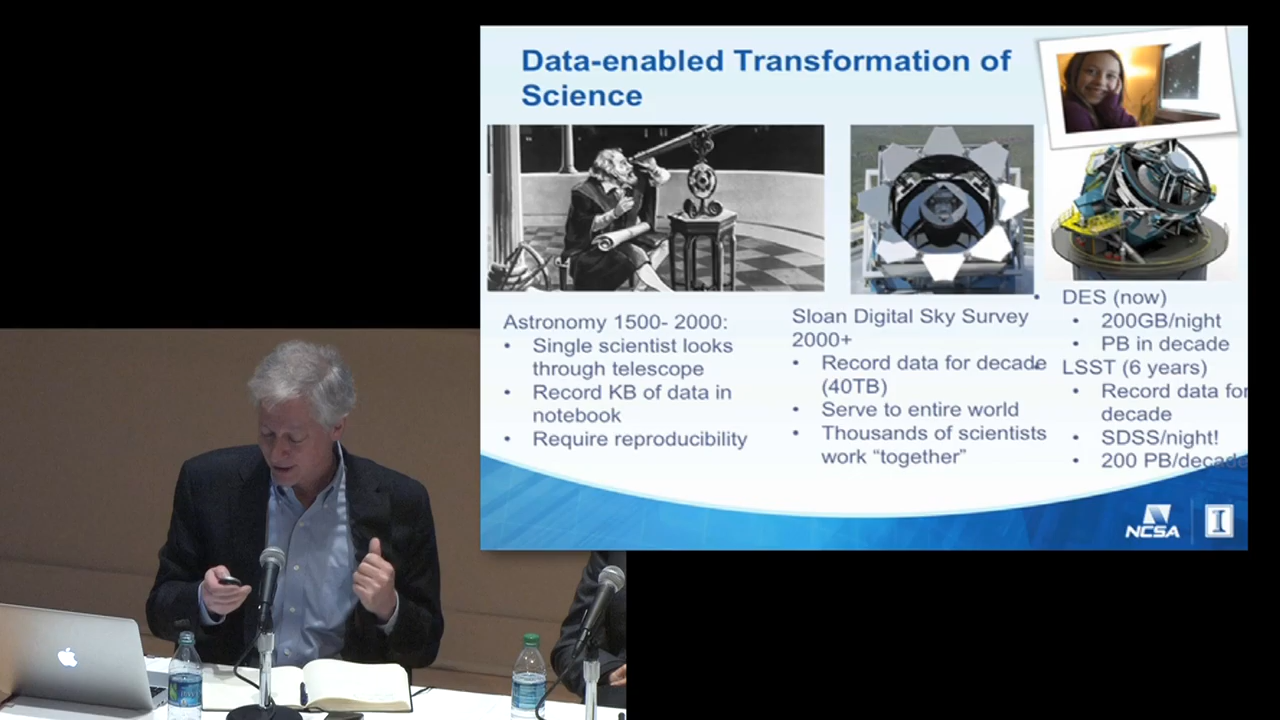 Data-enabled Transformation of
Science
Astronomy 1500- 2000:
• Single scientist looks
through telescope
• Record KB of data in
notebook
• Require reproducibility
Sloan Digital Sky Survey
2000+
• Record data for decade
(40TB)
• Serve to entire world
• Thousands of scientists
work “together”
• DES (now)
• 200GB/night
• PB in decade
• LSST (6 years)
• Record data for
decade
• SDSS/night!
• 200 PB/decade
NCSA
I